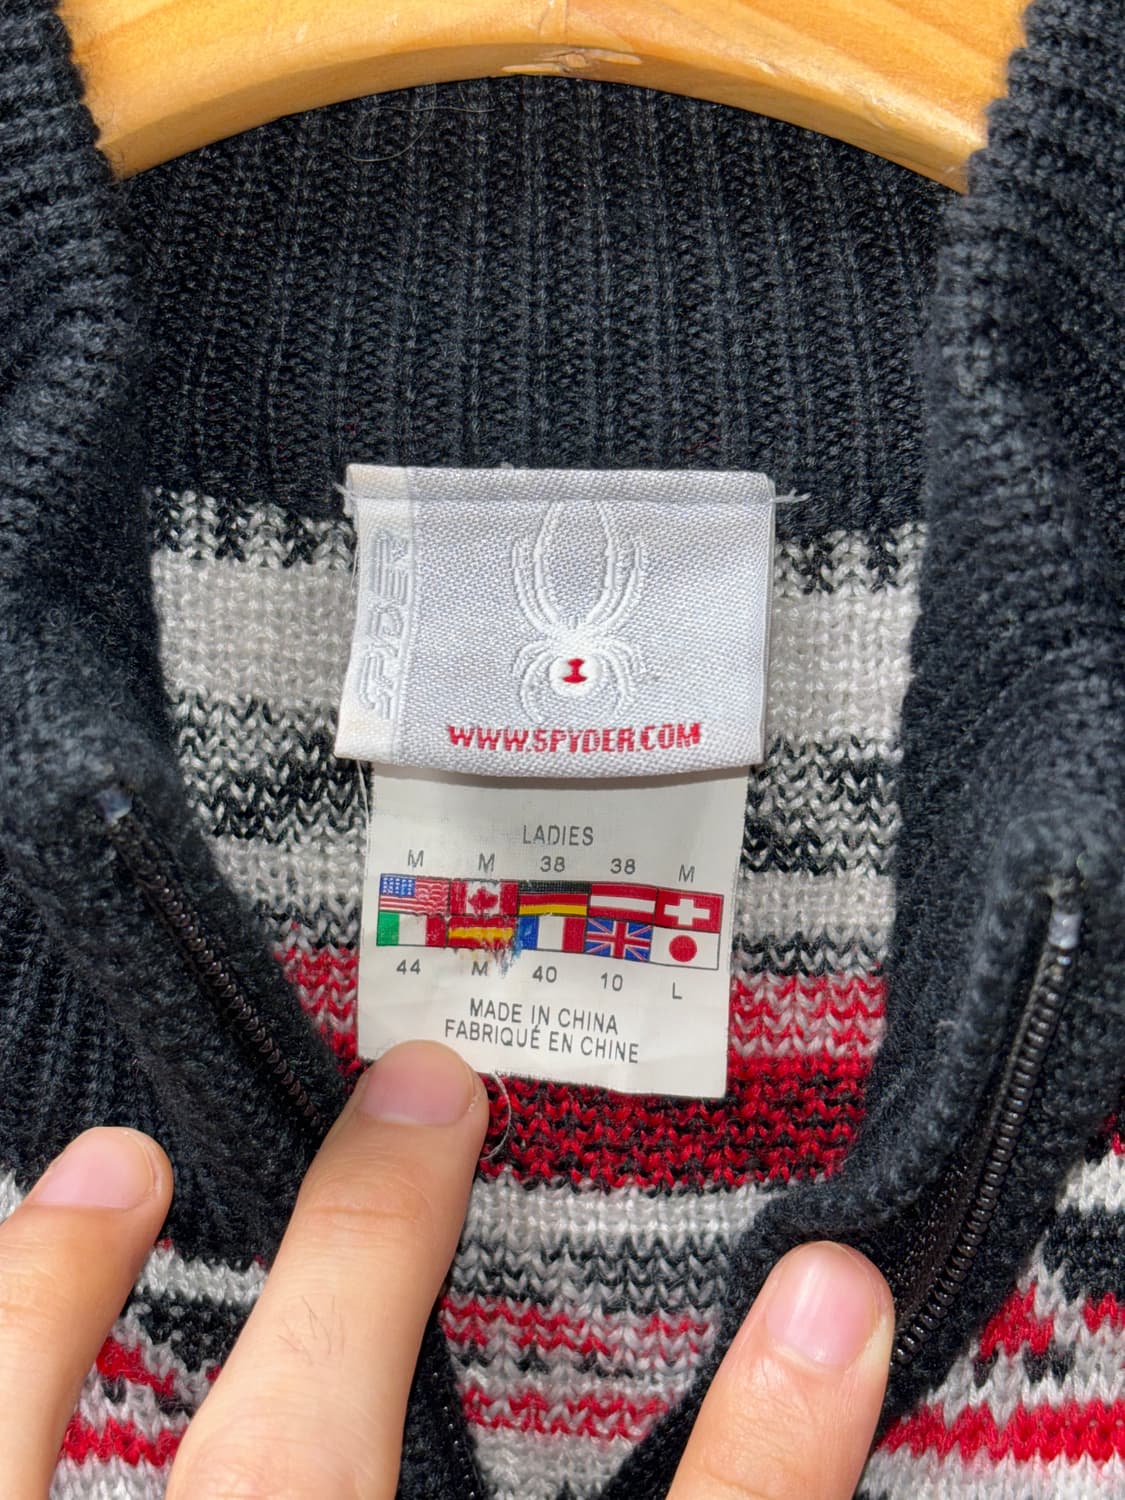 SPYDER
WWW.SPYDER.COM
LADIES
M M 38 38 M
44 M 40 10 L
MADE IN CHINA
FABRIQUÉ EN CHINE